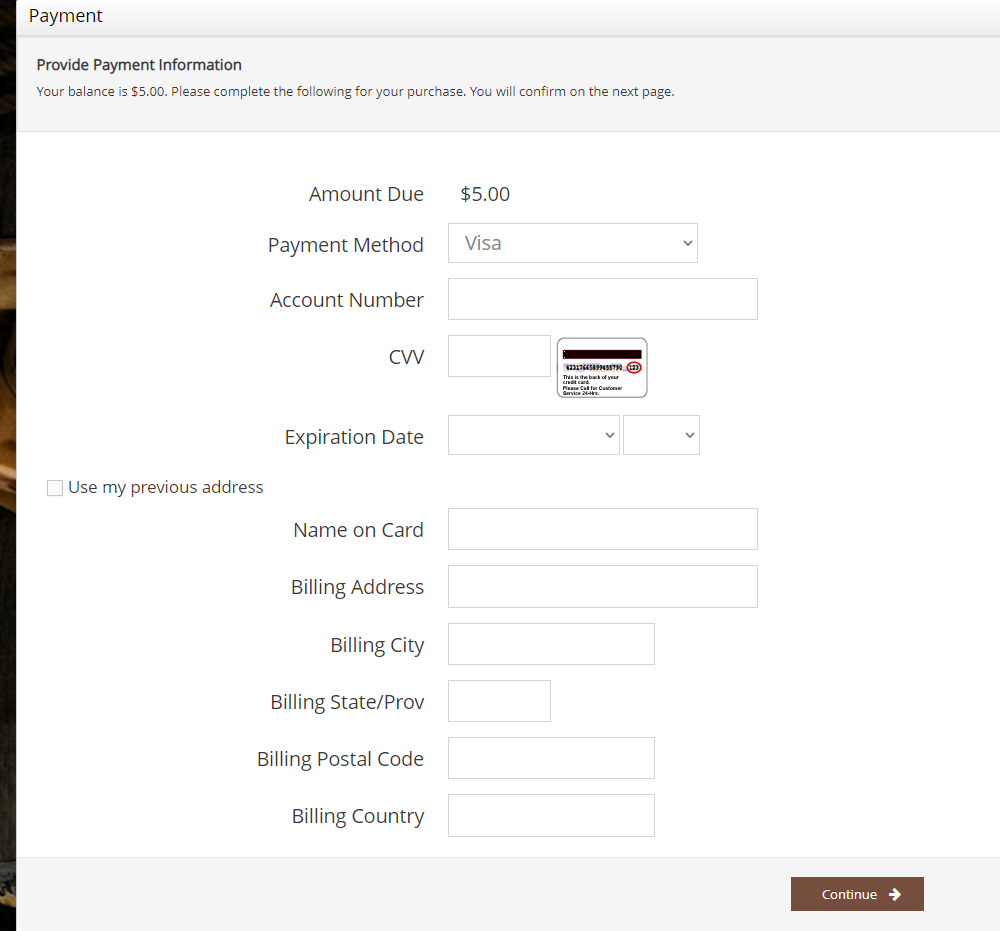 Payment
Provide Payment Information
Your balance is $5.00. Please complete the following for your purchase. You will confirm on the next page.
Amount Due $5.00
Payment Method Visa
Account Number
CVV
This is the back of your
credit card.
Please Call for Customer
Service 24-Hrs.
Expiration Date
Use my previous address
Name on Card
Billing Address
Billing City
Billing State/Prov
Billing Postal Code
Billing Country
Continue